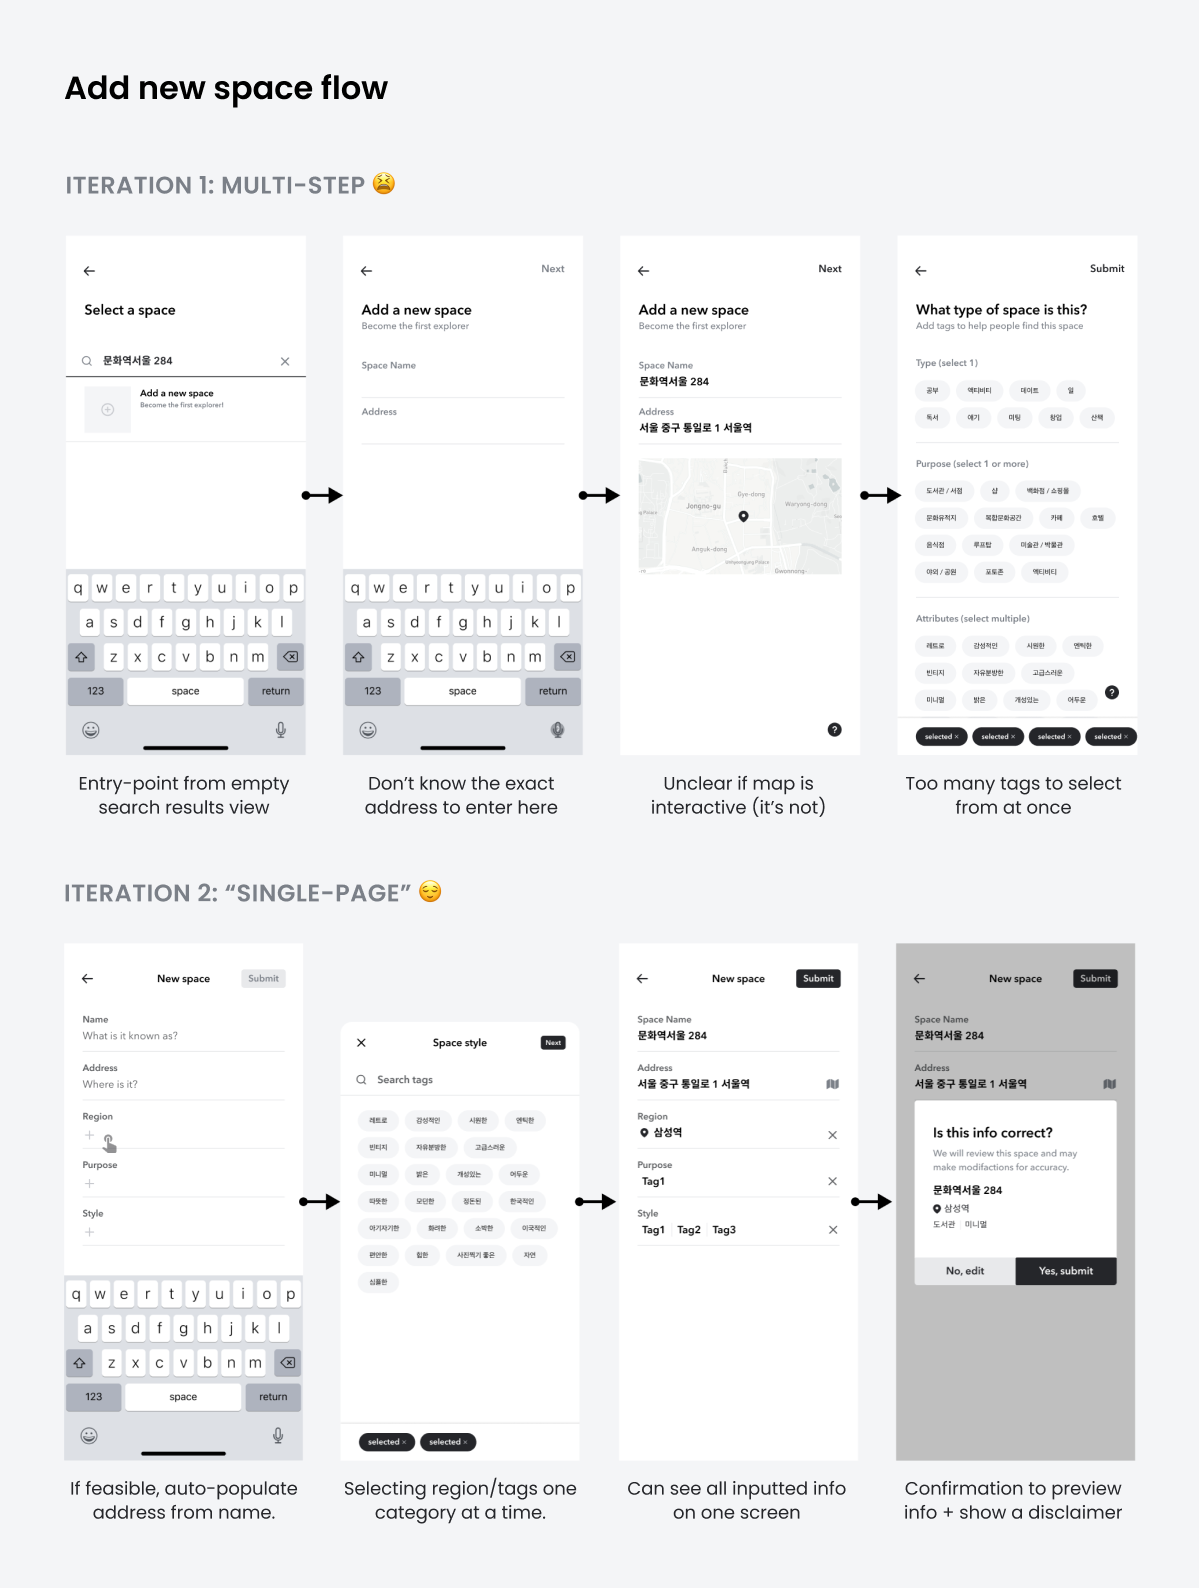 Add new space flow
ITERATION 1: MULTI-STEP
Select a space
문화역서울 284
Add a new space
Become the first explorer!
q w e r t y u i o p
a s d f g h j k l
z x c v b n m
123 space return
Entry-point from empty
search results view
Next
Add a new space
Become the first explorer
Space Name
Address
q w e r t y u i o p
a s d f g h j k l
z x c v b n m
123 space return
Don't know the exact
address to enter here
Next
Add a new space
Become the first explorer
Space Name
문화역서울 284
Address
서울 중구 통일로 1 서울역
Gye-dong
Jongno-gu
Waryong-dong
Anguk-dong
?
Unclear if map is
interactive (it's not)
Submit
What type of space is this?
Add tags to help people find this space
Type (select 1)
공부 액티비티 데이트 일
독서 얘기 미팅 창업 산책
Purpose (select 1 or more)
도서관 / 서점 샵 백화점 / 쇼핑몰
문화유적지 복합문화공간 카페 호텔
음식점 루프탑 미술관 / 박물관
야외 / 공원 포토존 액티비티
Attributes (select multiple)
레트로 감성적인 시원한 엔틱한
빈티지 자유분방한 고급스러운
미니멀 밝은 개성있는 어두운
?
selected × selected × selected × selected ×
Too many tags to select
from at once
ITERATION 2: “SINGLE-PAGE”
New space Submit
Name
What is it known as?
Address
Where is it?
Region
Purpose
Style
q w e r t y u i o p
a s d f g h j k l
z x c v b n m
123 space return
If feasible, auto-populate
address from name.
Space style Next
Search tags
레트로 감성적인 시원한 엔틱한
빈티지 자유분방한 고급스러운
미니멀 밝은 개성있는 어두운
따뜻한 모던한 정돈된 한국적인
아기자기한 화려한 소박한 이국적인
편안한 힙한 사진찍기 좋은 자연
심플한
selected × selected ×
Selecting region/tags one
category at a time.
New space Submit
Space Name
문화역서울 284
Address
서울 중구 통일로 1 서울역
Region
삼성역
Purpose
Tag1
Style
Tag1 Tag2 Tag3
Can see all inputted info
on one screen
New space Submit
Space Name
문화역서울 284
Address
서울 중구 통일로 1 서울역
Is this info correct?
We will review this space and may
make modifactions for accuracy.
문화역서울 284
삼성역
도서관 미니멀
No, edit Yes, submit
Confirmation to preview
info + show a disclaimer